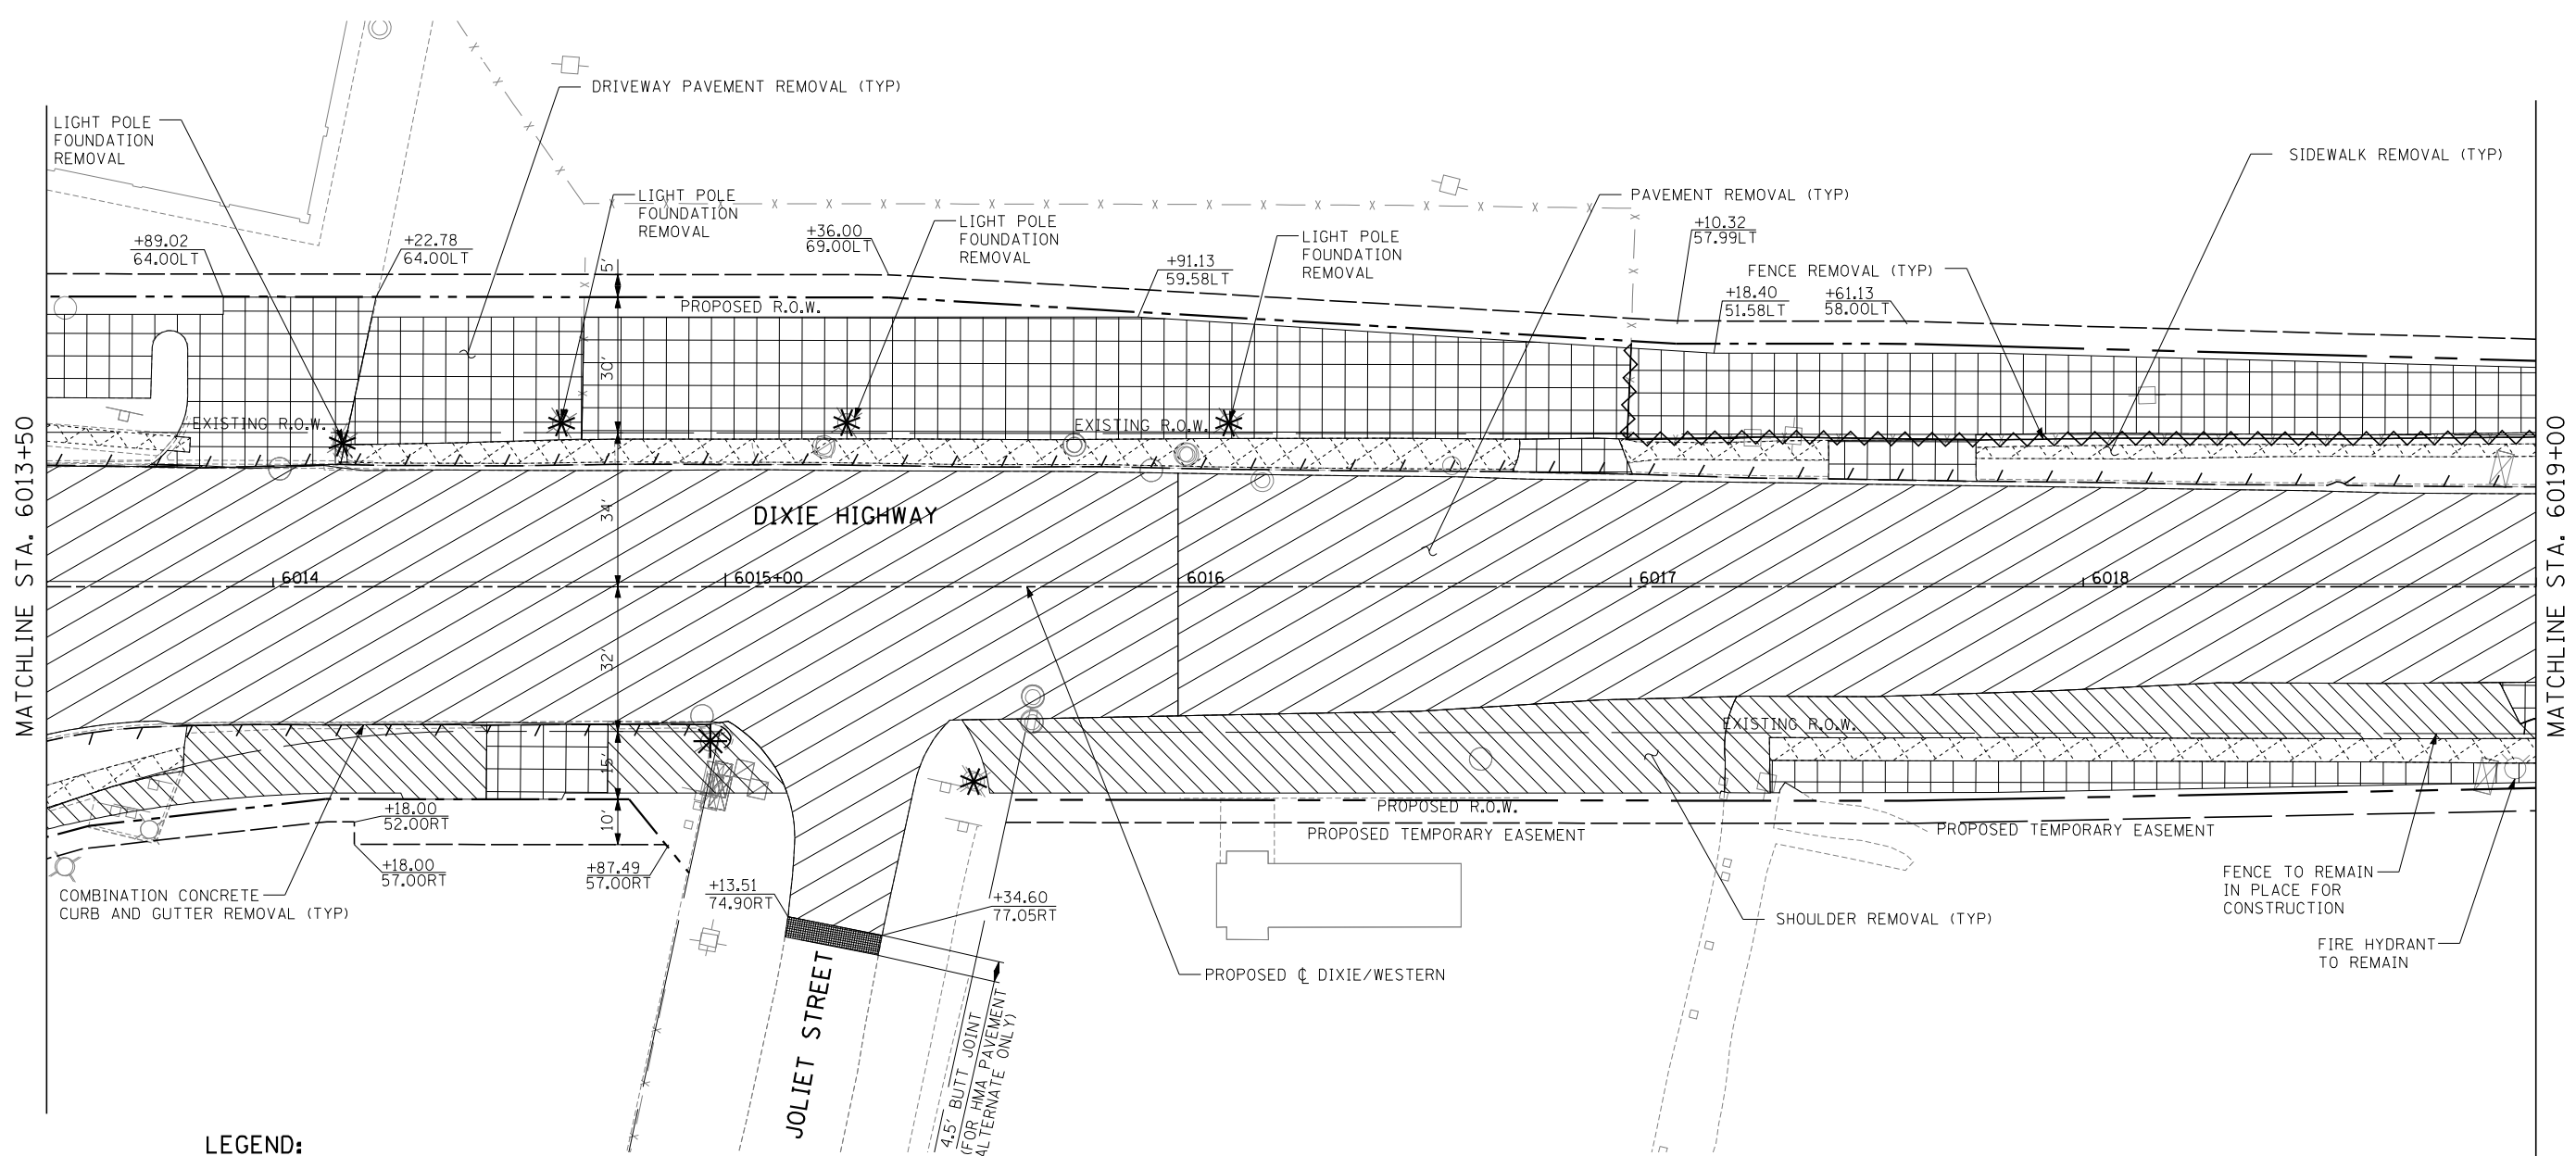 DRIVEWAY PAVEMENT REMOVAL (TYP)
LIGHT POLE
FOUNDATION
REMOVAL
SIDEWALK REMOVAL (TYP)
LIGHT POLE
FOUNDATION
REMOVAL
PAVEMENT REMOVAL (TYP)
LIGHT POLE
FOUNDATION
REMOVAL
+10.32
57.99LT
+36.00
69.00LT
LIGHT POLE
FOUNDATION
REMOVAL
+89.02
64.00LT
+22.78
64.00LT
+91.13
59.58LT
FENCE REMOVAL (TYP)
5'
+18.40
51.58LT
+61.13
58.00LT
PROPOSED R.O.W.
30'
EXISTING R.O.W.
EXISTING R.O.W.
MATCHLINE STA. 6013+50
MATCHLINE STA. 6019+00
34'
DIXIE HIGHWAY
6014
6015+00
6016
6017
6018
32'
EXISTING R.O.W.
15'
10'
+18.00
52.00RT
PROPOSED R.O.W.
PROPOSED TEMPORARY EASEMENT
PROPOSED TEMPORARY EASEMENT
+18.00
57.00RT
+87.49
57.00RT
+13.51
74.90RT
+34.60
77.05RT
COMBINATION CONCRETE
CURB AND GUTTER REMOVAL (TYP)
FENCE TO REMAIN
IN PLACE FOR
CONSTRUCTION
SHOULDER REMOVAL (TYP)
FIRE HYDRANT
TO REMAIN
PROPOSED ℄ DIXIE/WESTERN
JOLIET STREET
4.5' BUTT JOINT
(FOR HMA PAVEMENT
ALTERNATE ONLY)
LEGEND: